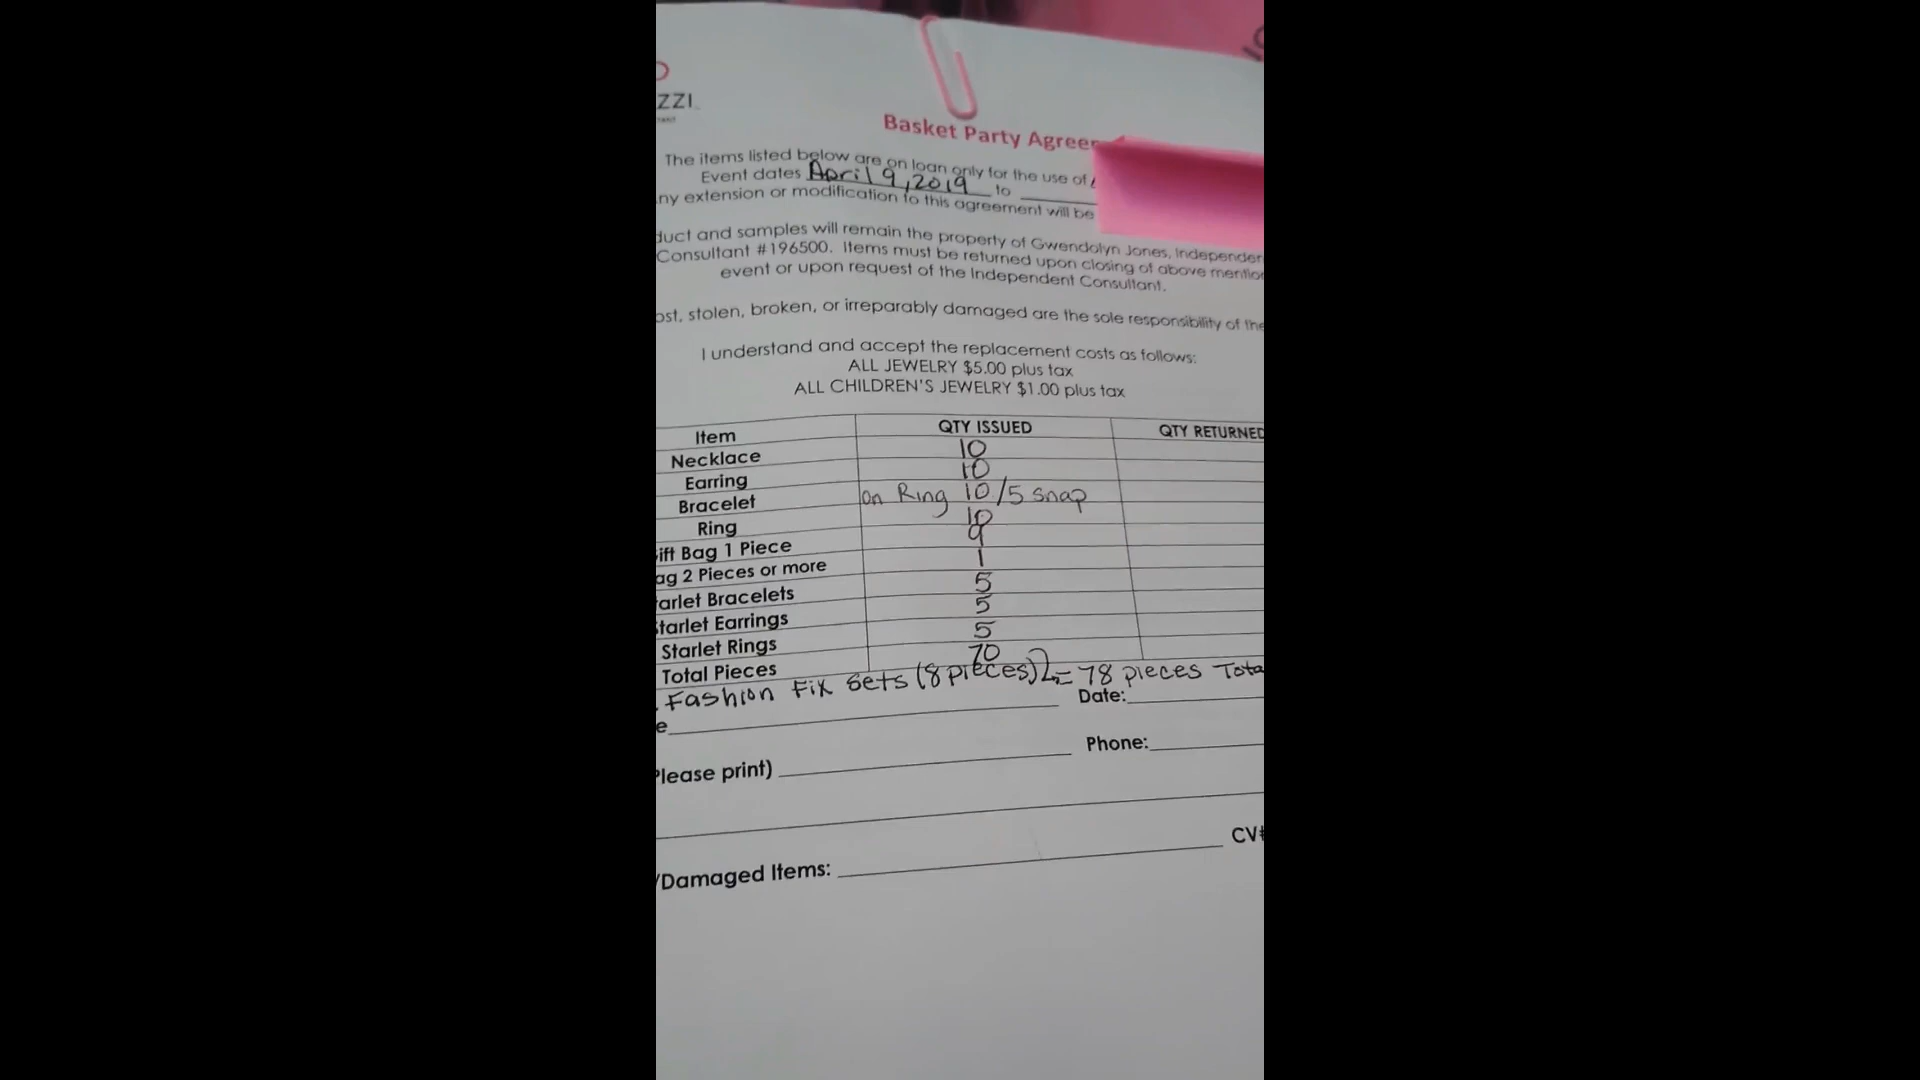 ZZI
Basket Party Agree
The items listed below are on loan only for the use of
Event dates April 9, 2019 to
ny extension or modification to this agreement will be
duct and samples will remain the property of Gwendolyn Jones, Independen
Consultant #196500. Items must be returned upon closing of above mentio
event or upon request of the Independent Consultant.
ost, stolen, broken, or irreparably damaged are the sole responsibility of the
I understand and accept the replacement costs as follows:
ALL JEWELRY $5.00 plus tax
ALL CHILDREN'S JEWELRY $1.00 plus tax
Item QTY ISSUED QTY RETURNED
Necklace 10
Earring 10
Bracelet on Ring 10/5 snap
Ring 10
ift Bag 1 Piece 9
ag 2 Pieces or more 1
arlet Bracelets 5
Starlet Earrings 5
Starlet Rings 5
Total Pieces 70
Fashion Fix Sets (8 pieces) = 78 pieces Tota
e Date:
Please print) Phone:
CV#
/Damaged Items: